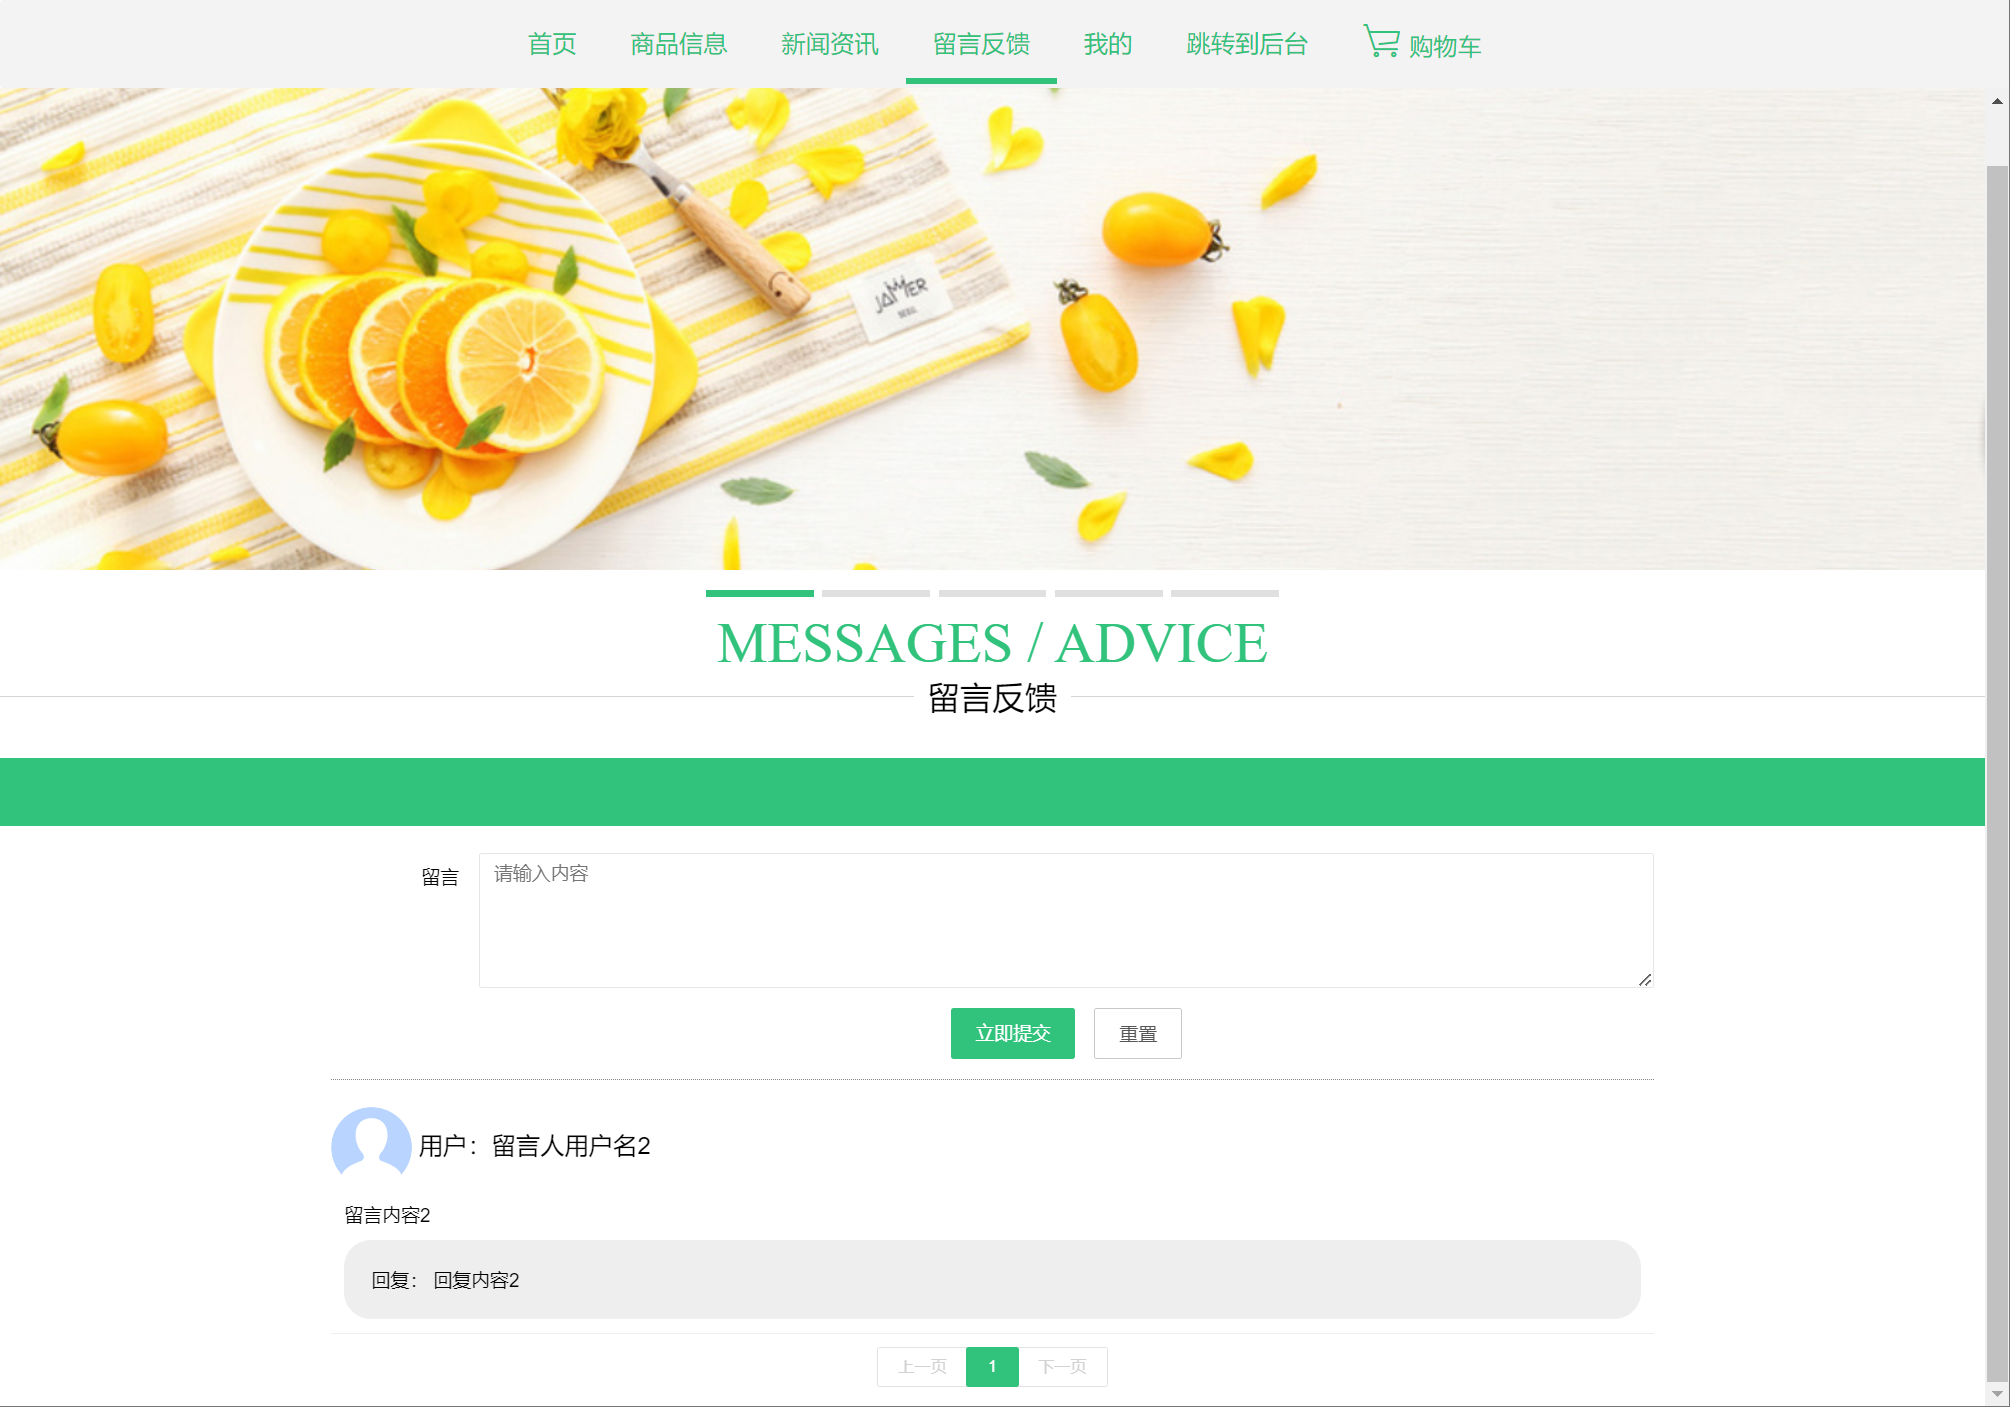 首页 商品信息 新闻资讯 留言反馈 我的 跳转到后台 购物车
JAMMER
MESSAGES / ADVICE
留言反馈
留言
请输入内容
立即提交 重置
用户：留言人用户名2
留言内容2
回复： 回复内容2
上一页 1 下一页